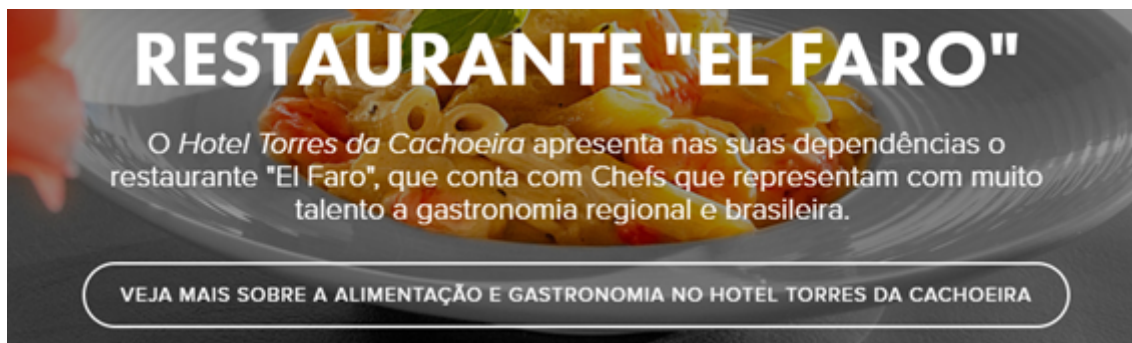 RESTAURANTE "EL FARO"
O Hotel Torres da Cachoeira apresenta nas suas dependências o
restaurante "El Faro", que conta com Chefs que representam com muito
talento a gastronomia regional e brasileira.
VEJA MAIS SOBRE A ALIMENTAÇÃO E GASTRONOMIA NO HOTEL TORRES DA CACHOEIRA